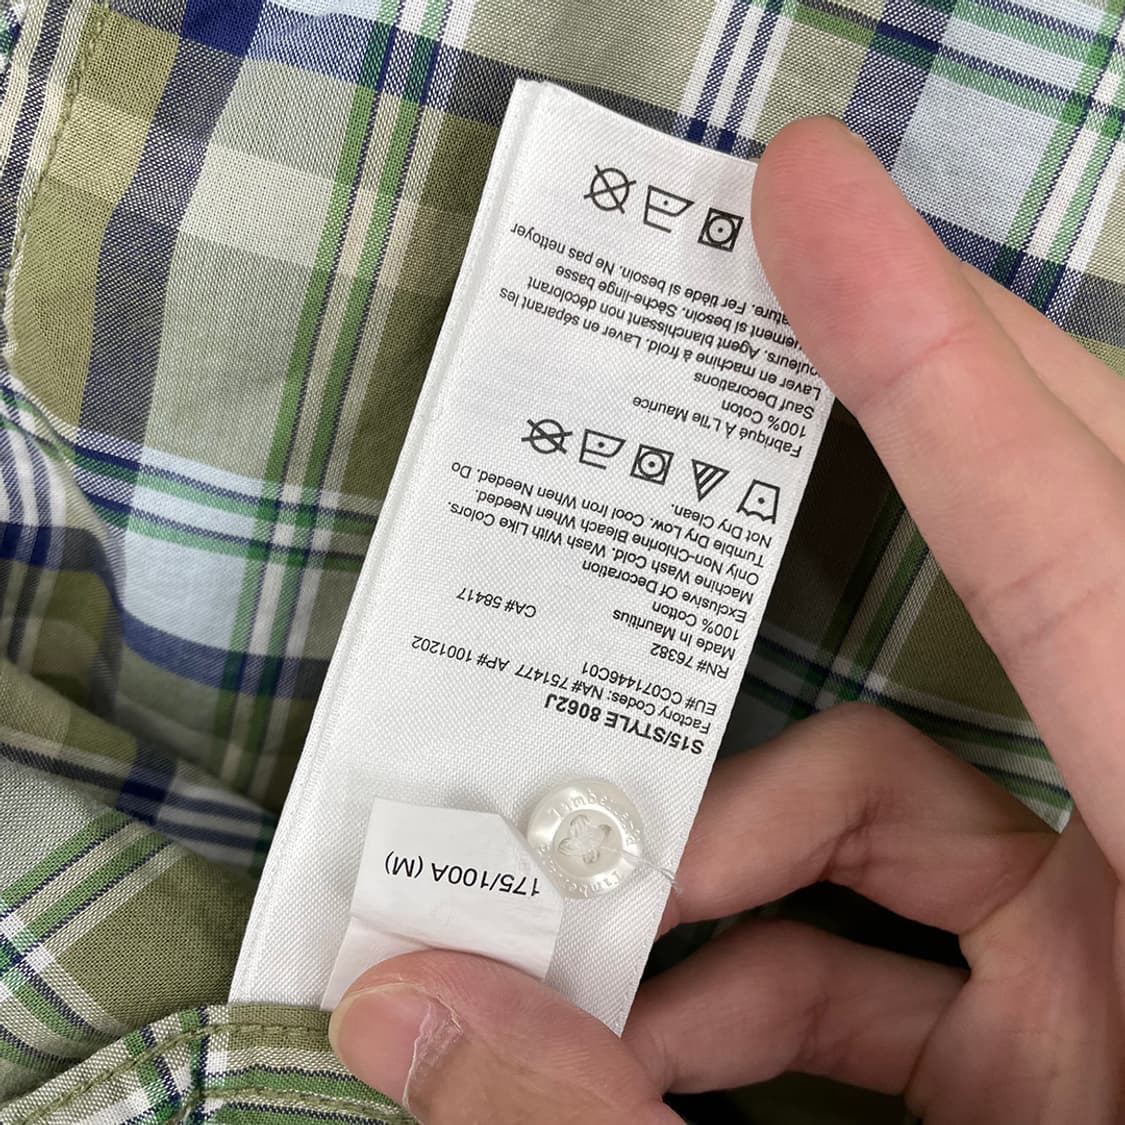 175/100A (M)
S15/STYLE 8062J
Factory Codes: NA# 751477 AP# 1001202
EU# CC071446C01
RN# 76382 CA# 58417
Made In Mauritius
100% Cotton
Exclusive Of Decoration
Machine Wash Cold. Wash With Like Colors.
Only Non-Chlorine Bleach When Needed.
Tumble Dry Low. Cool Iron When Needed. Do
Not Dry Clean.
Fabriqué À L'lle Maurice
100% Coton
Sauf Decorations
Laver en machine à froid. Laver en séparant les
couleurs. Agent blanchissant non décolorant
si besoin. Sèche-linge basse
Fer tiède si besoin. Ne pas nettoyer